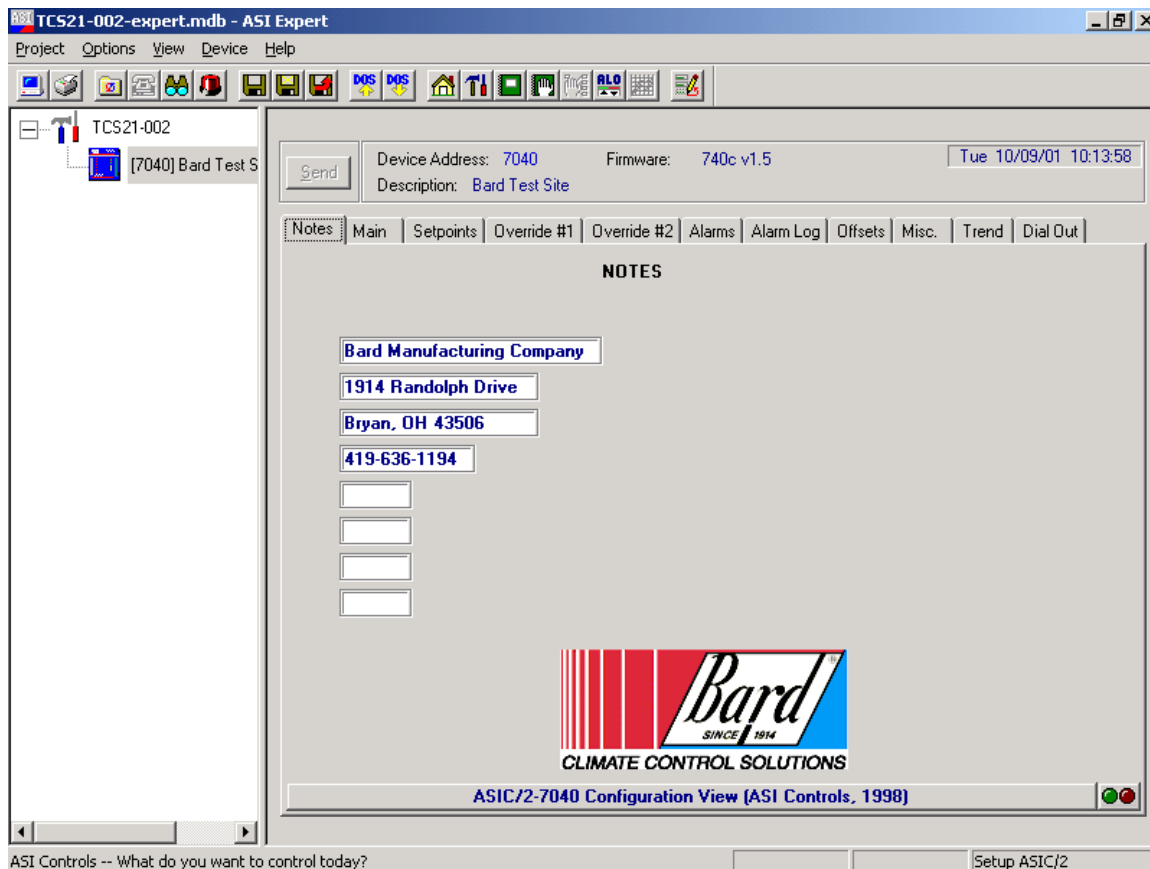 ASI TCS21-002-expert.mdb - ASI Expert
Project Options View Device Help
DOS DOS ALO
TCS21-002
[7040] Bard Test S
Send
Device Address: 7040 Firmware: 740c v1.5 Tue 10/09/01 10:13:58
Description: Bard Test Site
Notes Main Setpoints Override #1 Override #2 Alarms Alarm Log Offsets Misc. Trend Dial Out
NOTES
Bard Manufacturing Company
1914 Randolph Drive
Bryan, OH 43506
419-636-1194
Bard ®
SINCE 1914
CLIMATE CONTROL SOLUTIONS
ASIC/2-7040 Configuration View (ASI Controls, 1998)
ASI Controls -- What do you want to control today? Setup ASIC/2